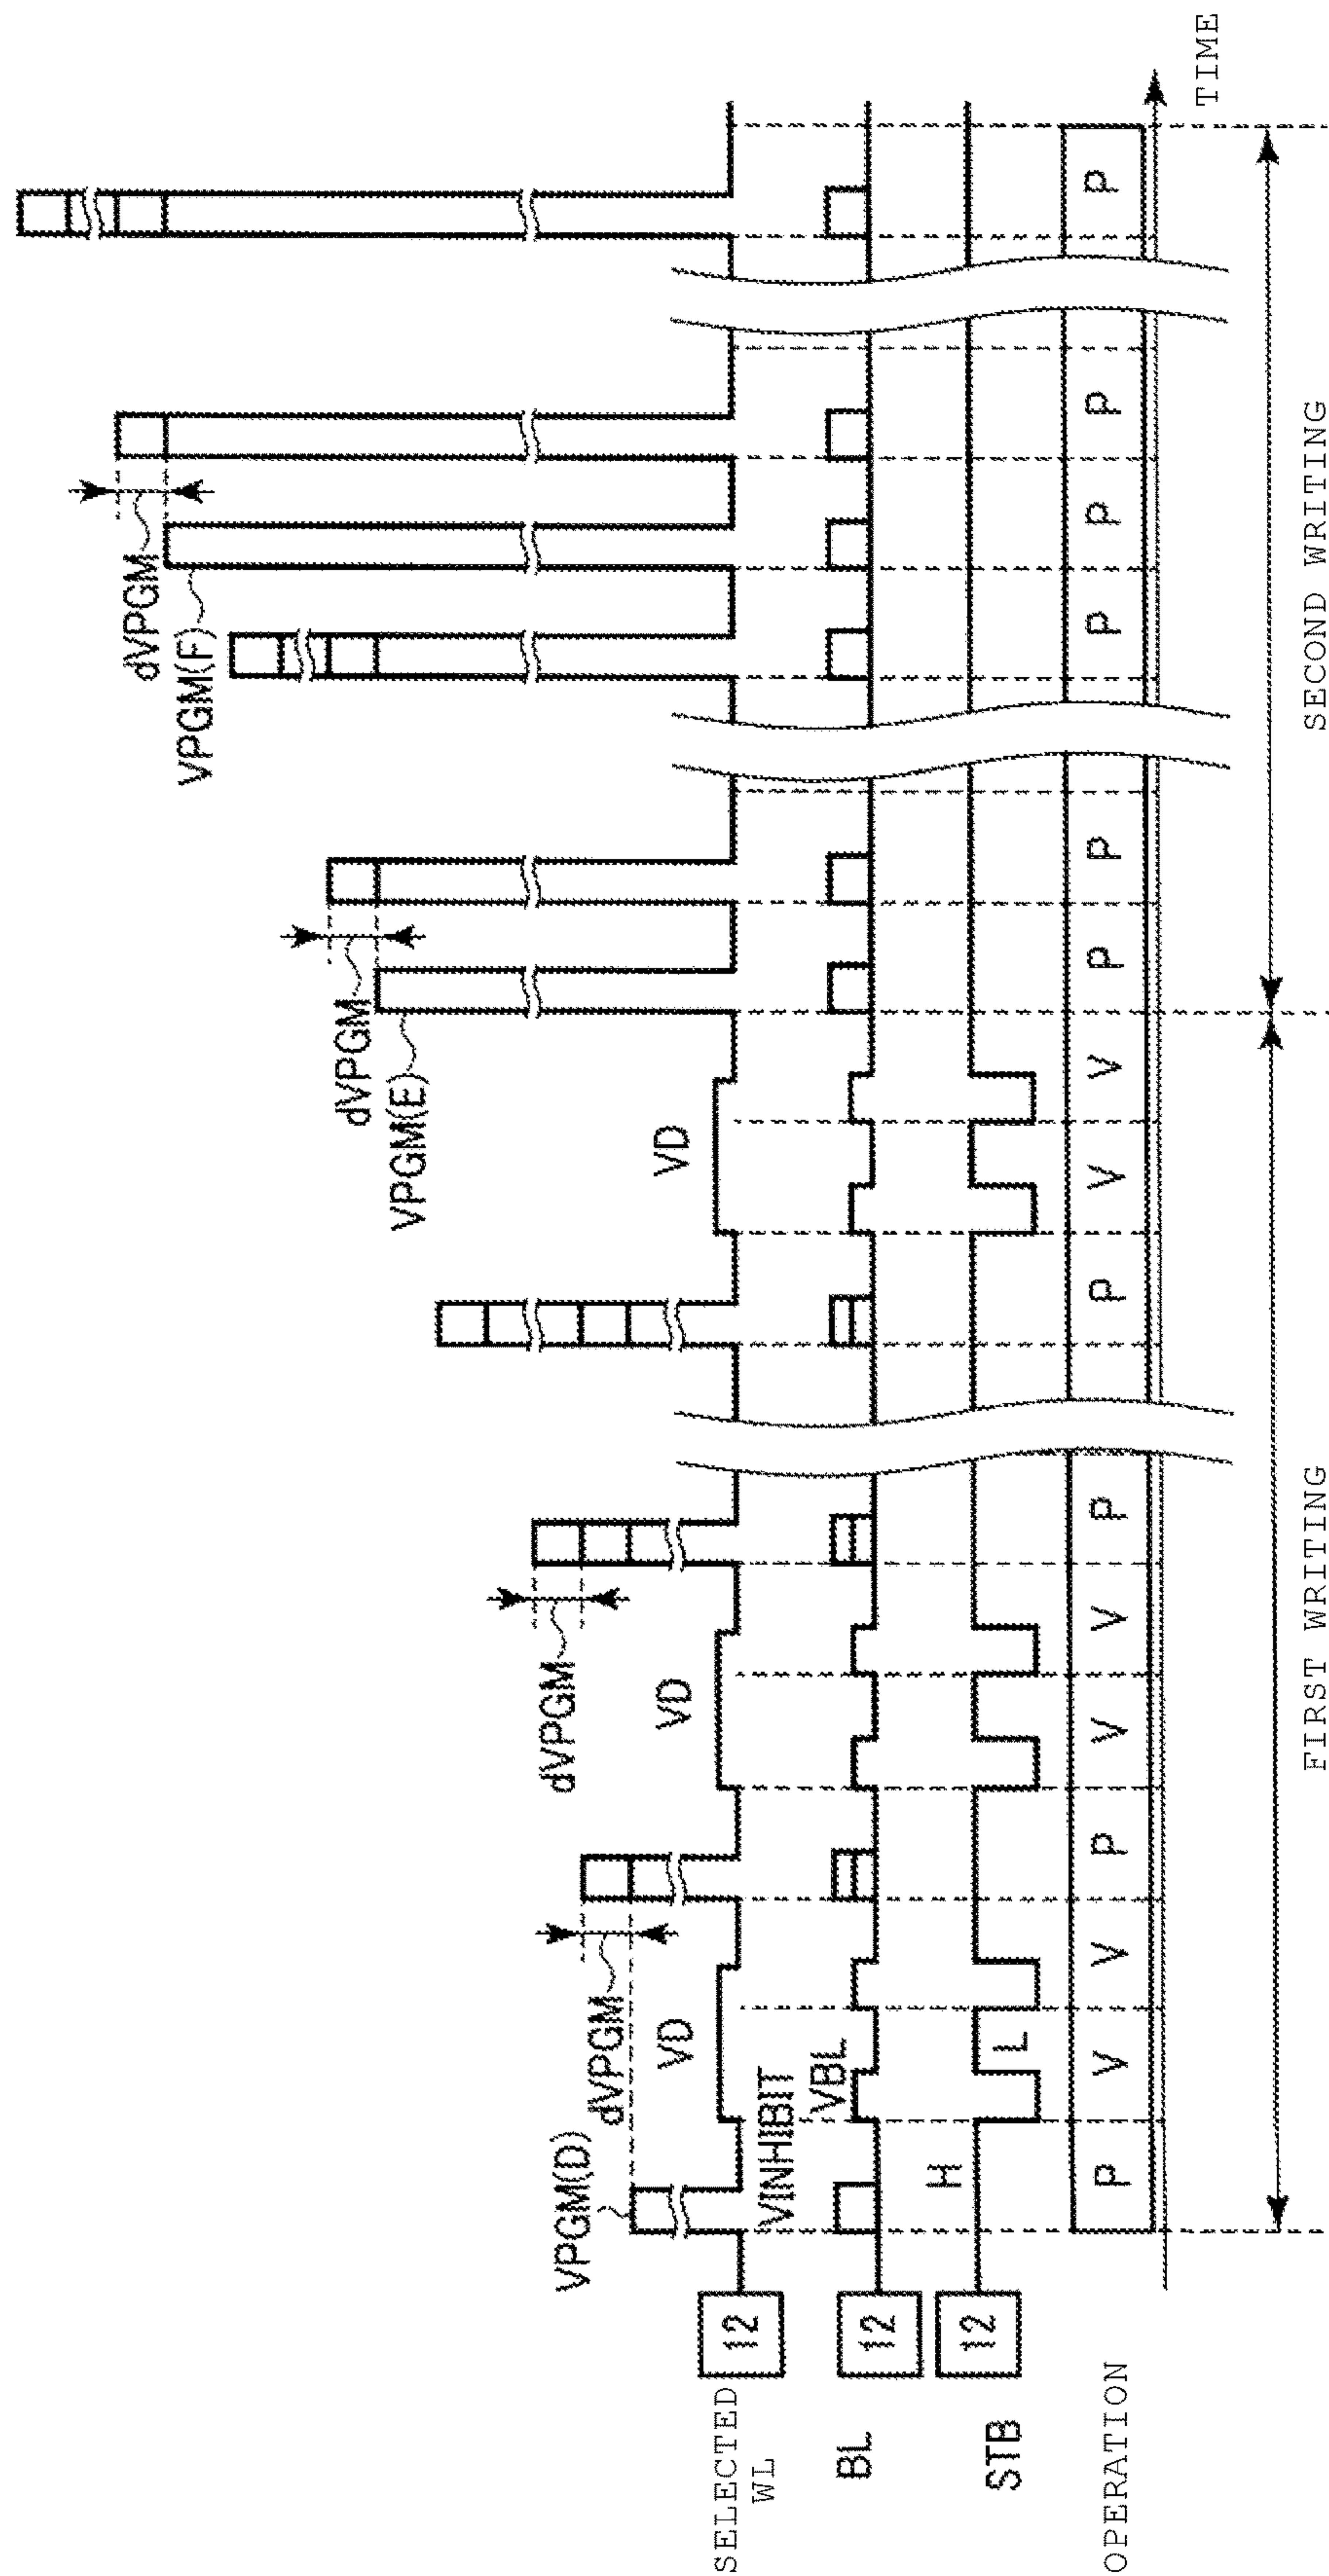 dVPGM
VPGM(F)
dVPGM
VPGM(E)
dVPGM
VPGM(D)
dVPGM
VD VD VD
SELECTED
WL
12
VINHIBIT
VBL
BL 12
H
STB 12
L
OPERATION P V V P V V P P V V P P P P P P
TIME
FIRST WRITING SECOND WRITING